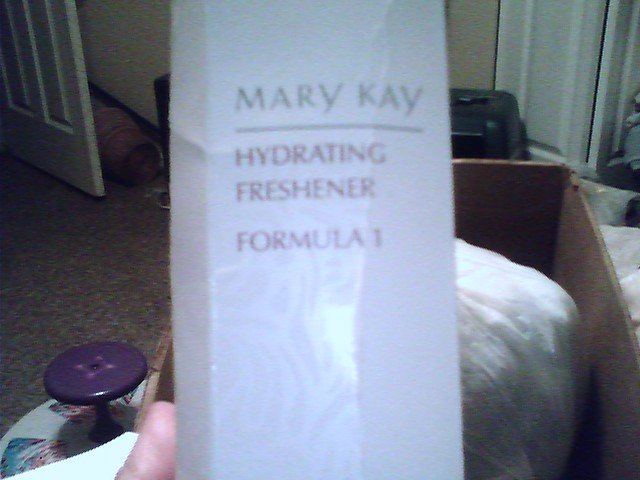 MARY KAY
HYDRATING
FRESHENER
FORMULA 1